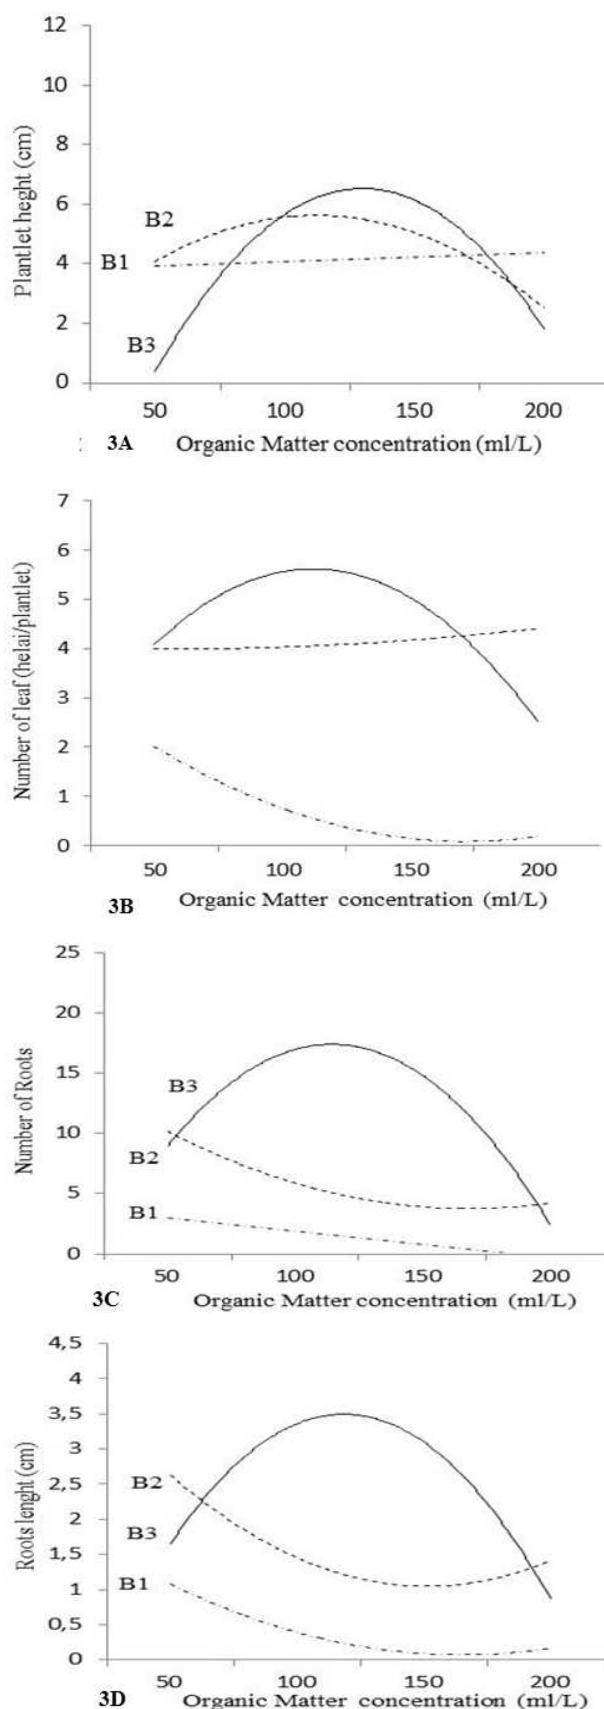 12
10
8
6
4
2
0
Plantlet heght (cm)
B2
B1
B3
50 100 150 200
3A Organic Matter concentration (ml/L)
7
6
5
4
3
2
1
0
Number of leaf (helai/plantlet)
50 100 150 200
3B Organic Matter concentration (ml/L)
25
20
15
10
5
0
Number of Roots
B3
B2
B1
50 100 150 200
3C Organic Matter concentration (ml/L)
4,5
4
3,5
3
2,5
2
1,5
1
0,5
0
Roots lenght (cm)
B2
B3
B1
50 100 150 200
3D Organic Matter concentration (ml/L)